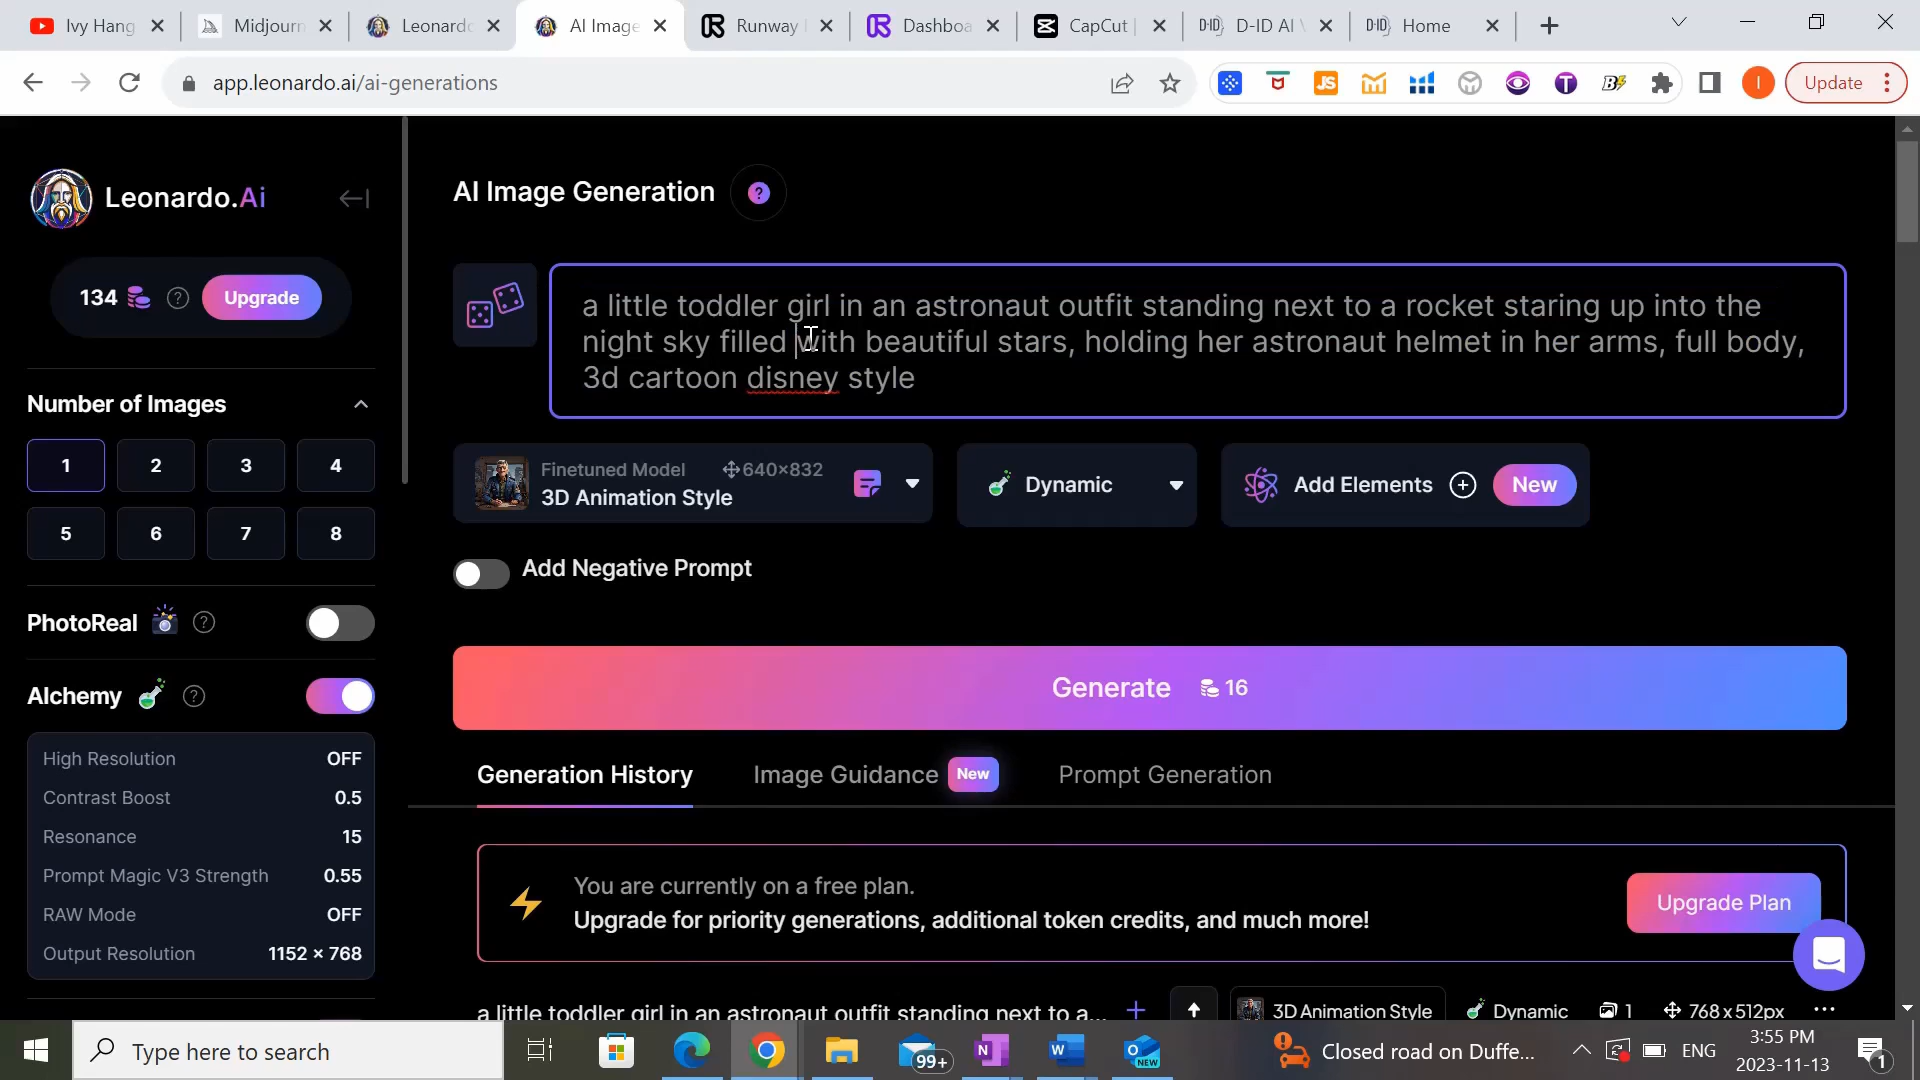 Ivy Hang
Midjourn
Leonardo
AI Image
Runway
Dashboa
CapCut
D-ID AI
Home
app.leonardo.ai/ai-generations
JS
T
B
I
Update
Leonardo.Ai
AI Image Generation
?
134
?
Upgrade
a little toddler girl in an astronaut outfit standing next to a rocket staring up into the
night sky filled with beautiful stars, holding her astronaut helmet in her arms, full body,
3d cartoon disney style
Number of Images
1
2
3
4
5
6
7
8
Finetuned Model
640×832
3D Animation Style
Dynamic
Add Elements
New
Add Negative Prompt
PhotoReal
?
Generate
16
Alchemy
?
High Resolution
OFF
Contrast Boost
0.5
Resonance
15
Prompt Magic V3 Strength
0.55
RAW Mode
OFF
Output Resolution
1152 × 768
Generation History
Image Guidance
New
Prompt Generation
You are currently on a free plan.
Upgrade for priority generations, additional token credits, and much more!
Upgrade Plan
a little toddler girl in an astronaut outfit standing next to a...
3D Animation Style
Dynamic
1
768 x 512px
Type here to search
99+
N
W
O
NEW
Closed road on Duffe...
ENG
3:55 PM
2023-11-13
1